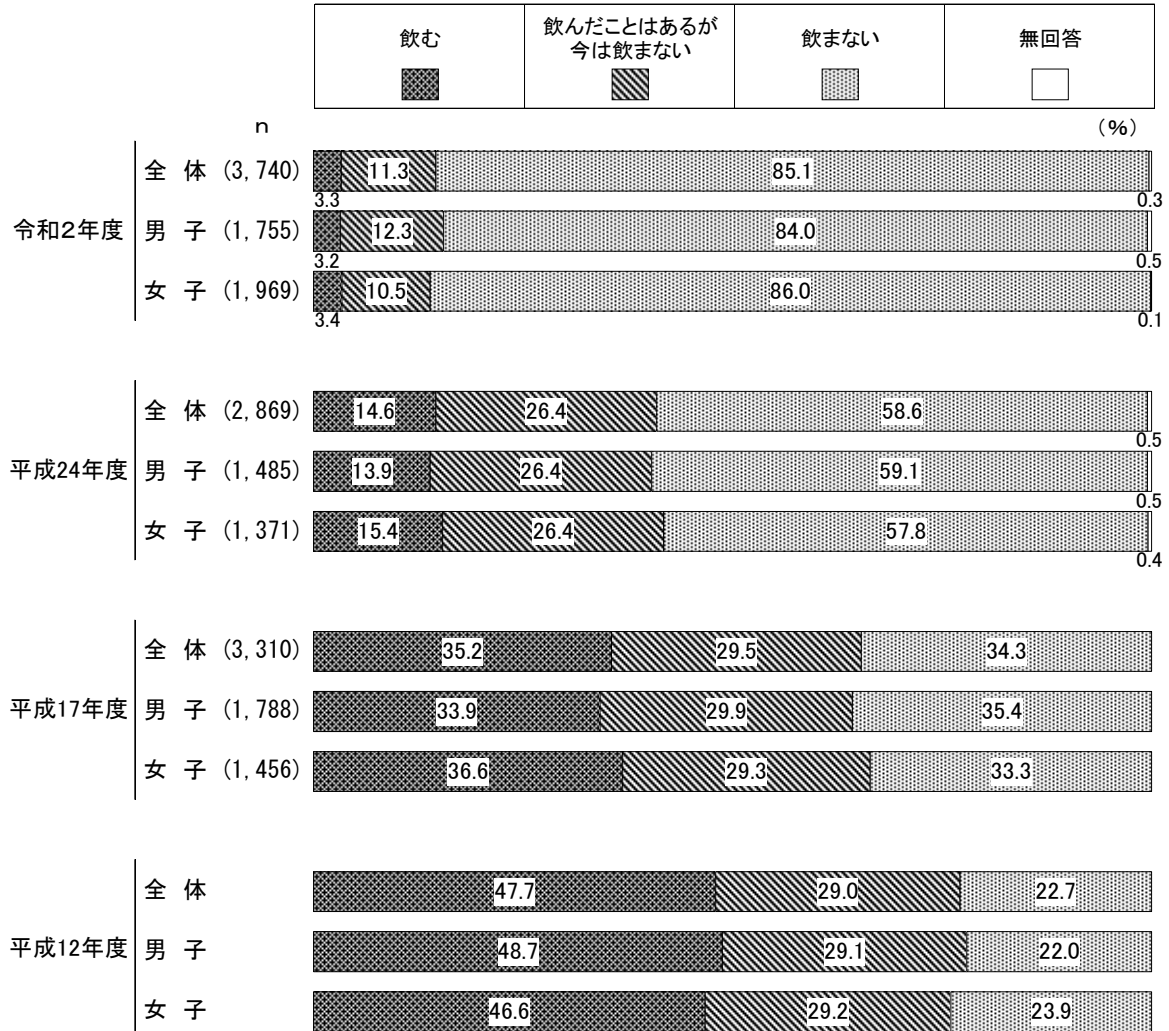 飲む
飲んだことはあるが
今は飲まない
飲まない
無回答
n
(%)
令和2年度
全 体 (3,740)
3.3
11.3
85.1
0.3
男 子 (1,755)
3.2
12.3
84.0
0.5
女 子 (1,969)
3.4
10.5
86.0
0.1
平成24年度
全 体 (2,869)
14.6
26.4
58.6
0.5
男 子 (1,485)
13.9
26.4
59.1
0.5
女 子 (1,371)
15.4
26.4
57.8
0.4
平成17年度
全 体 (3,310)
35.2
29.5
34.3
男 子 (1,788)
33.9
29.9
35.4
女 子 (1,456)
36.6
29.3
33.3
平成12年度
全 体
47.7
29.0
22.7
男 子
48.7
29.1
22.0
女 子
46.6
29.2
23.9